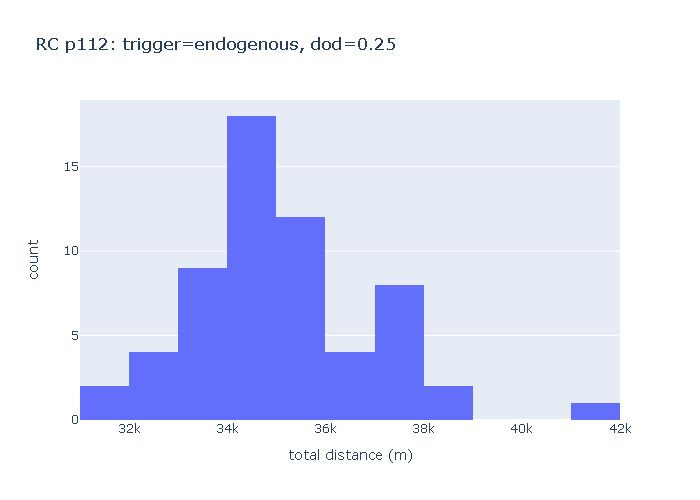 RC p112: trigger=endogenous, dod=0.25
15
10
5
0
count
32k
34k
36k
38k
40k
42k
total distance (m)